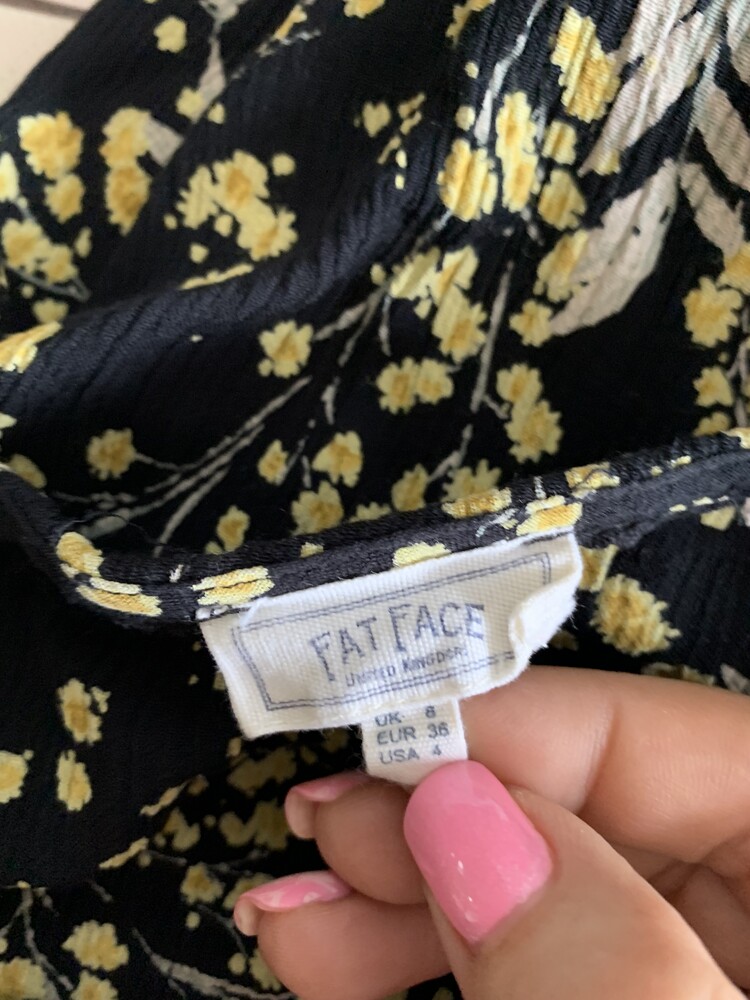 FAT FACE
UNITED KINGDOM
UK 8
EUR 36
USA 4